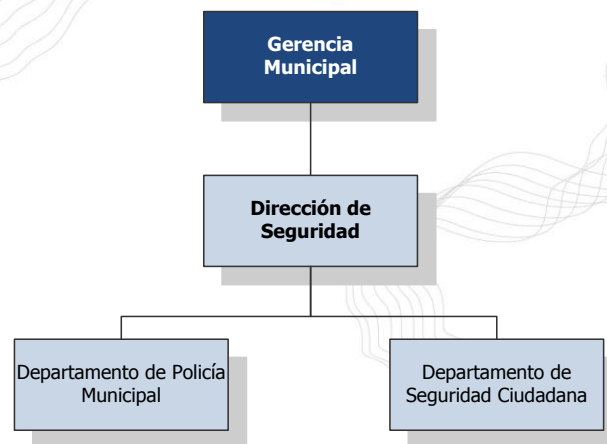 Gerencia
Municipal
Dirección de
Seguridad
Departamento de Policía
Municipal
Departamento de
Seguridad Ciudadana